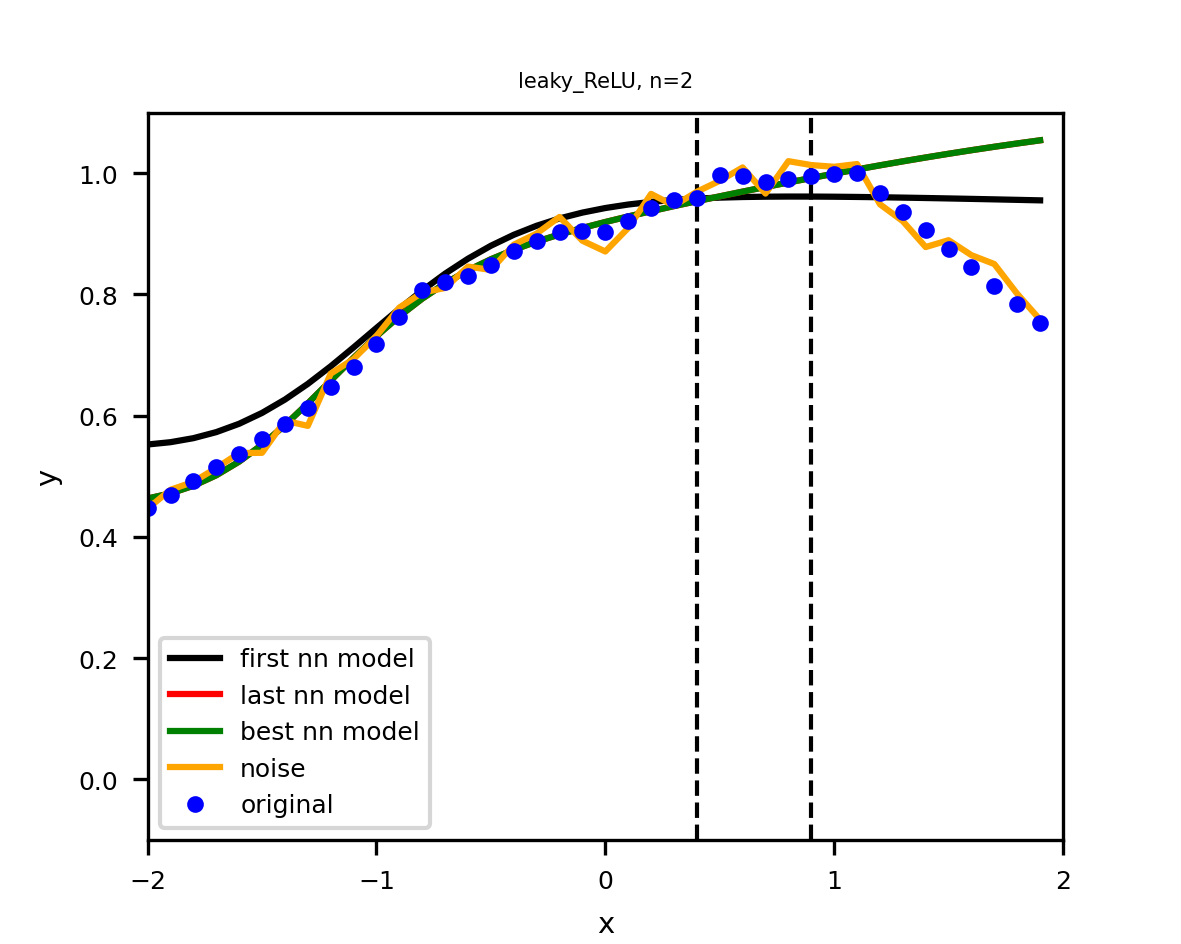 leaky_ReLU, n=2
1.0
0.8
0.6
0.4
0.2
0.0
y
first nn model
last nn model
best nn model
noise
original
−2
−1
0
1
2
x